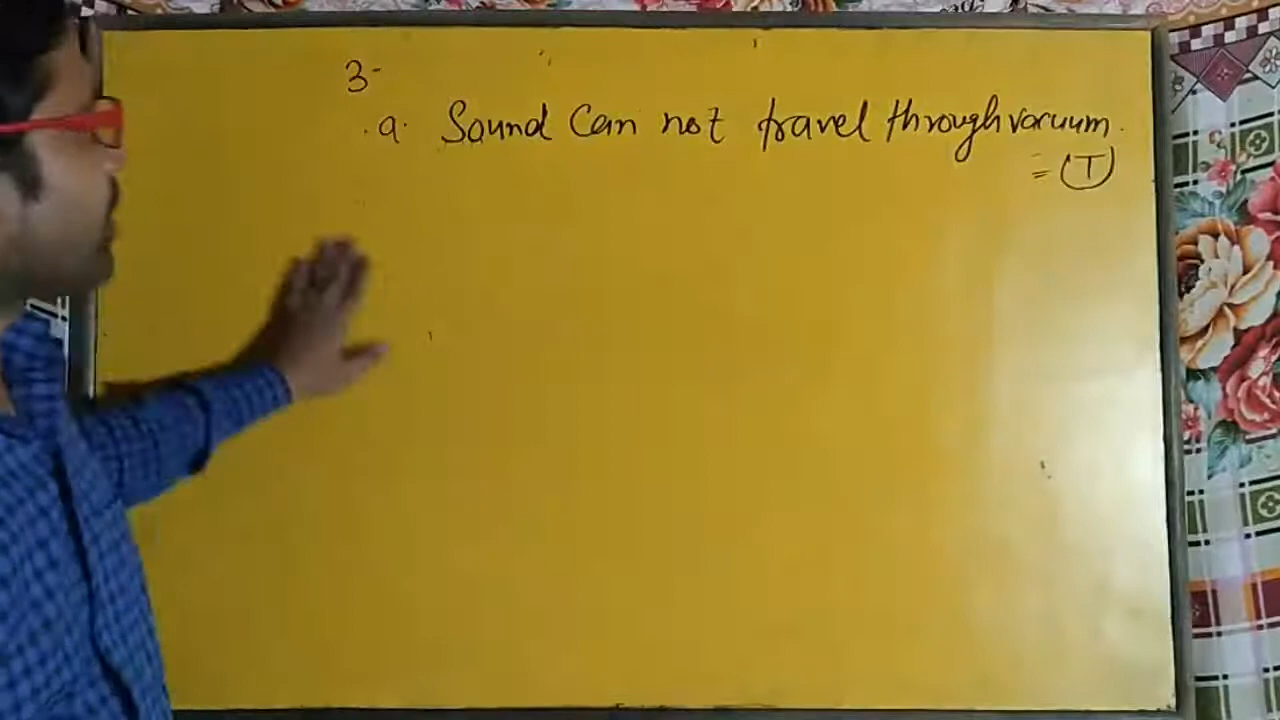 3-
a. Sound Can not travel through vacuum.
= (T)